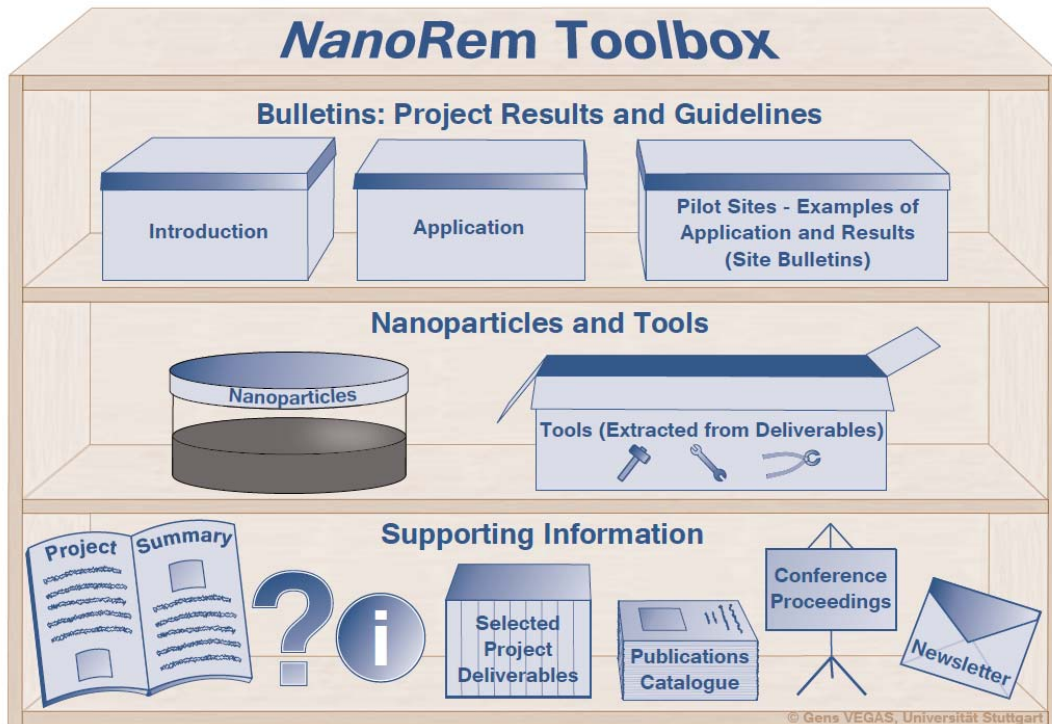 NanoRem Toolbox
Bulletins: Project Results and Guidelines
Introduction
Application
Pilot Sites - Examples of
Application and Results
(Site Bulletins)
Nanoparticles and Tools
Nanoparticles
Tools (Extracted from Deliverables)
Supporting Information
Project Summary
?
i
Selected
Project
Deliverables
Publications
Catalogue
Conference
Proceedings
Newsletter
© Gens VEGAS, Universität Stuttgart